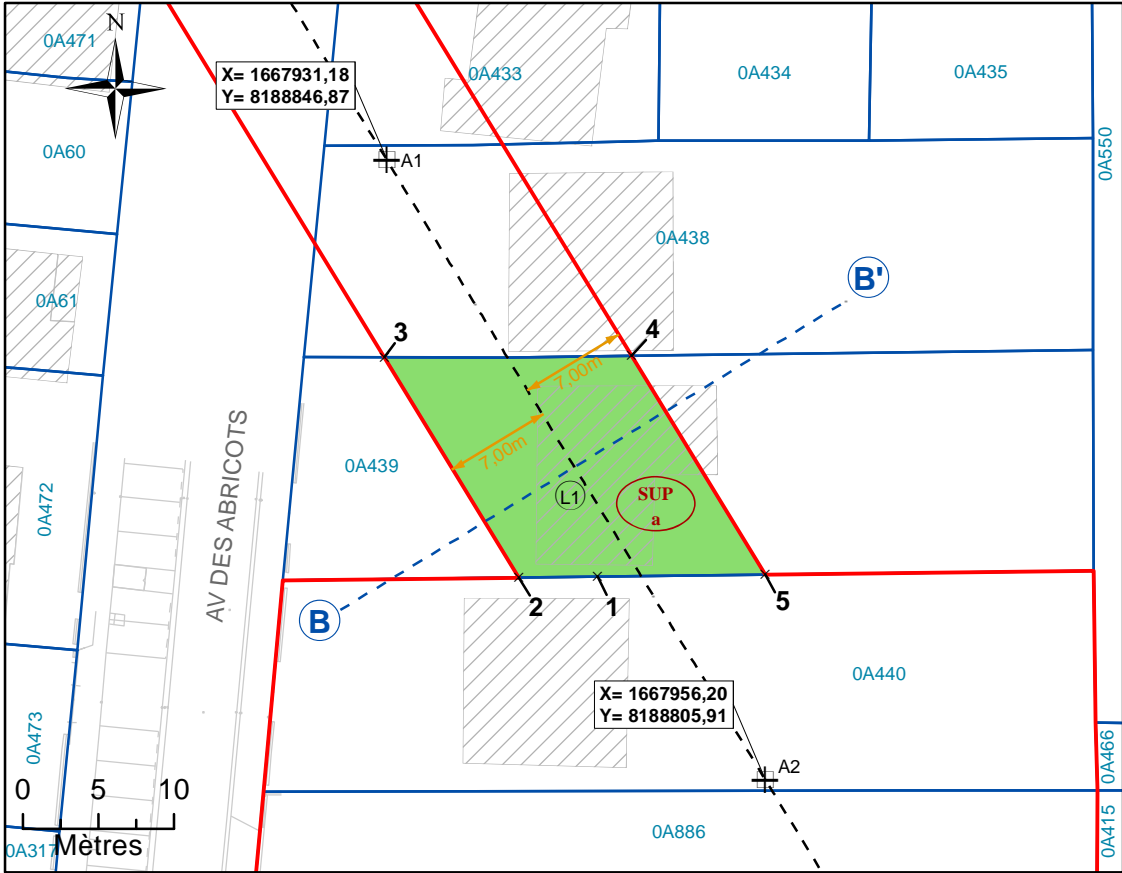 0A471
N
0A433
0A434
0A435
X= 1667931,18
Y= 8188846,87
0A60
A1
0A550
0A438
B'
0A61
3
4
7,00m
7,00m
0A439
L1
SUP
a
0A472
AV DES ABRICOTS
2
1
5
B
0A440
X= 1667956,20
Y= 8188805,91
0A473
A2
0A466
0 5 10
Mètres
0A886
0A415
0A317